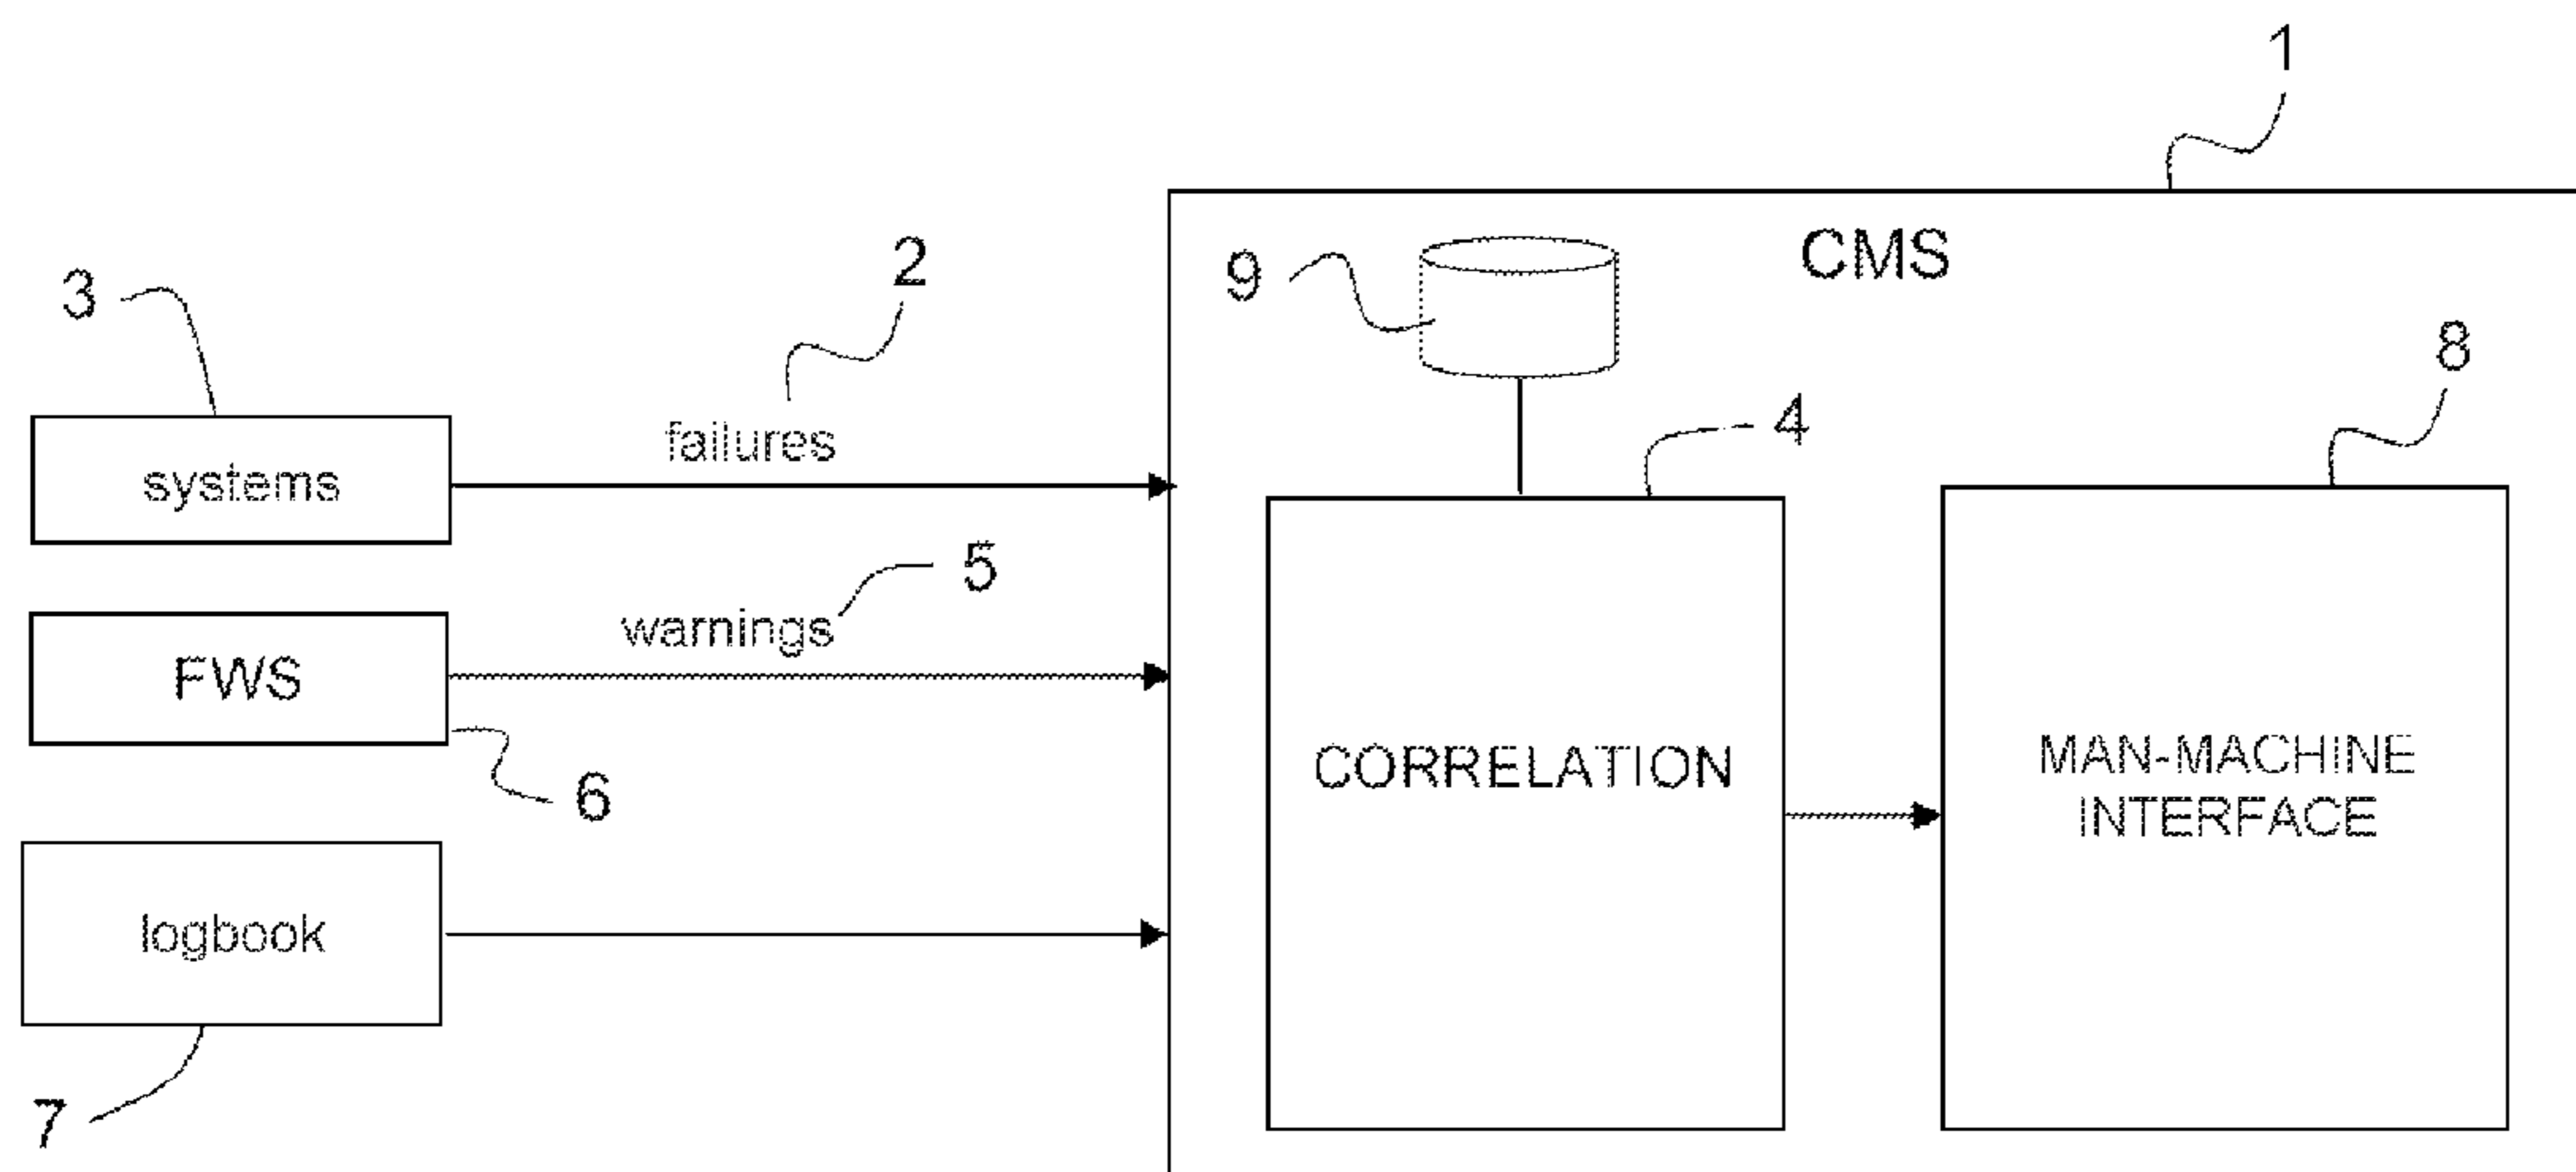 1
CMS
2
9
3
8
failures
4
systems
5
warnings
FWS
CORRELATION
MAN-MACHINE
INTERFACE
6
logbook
7